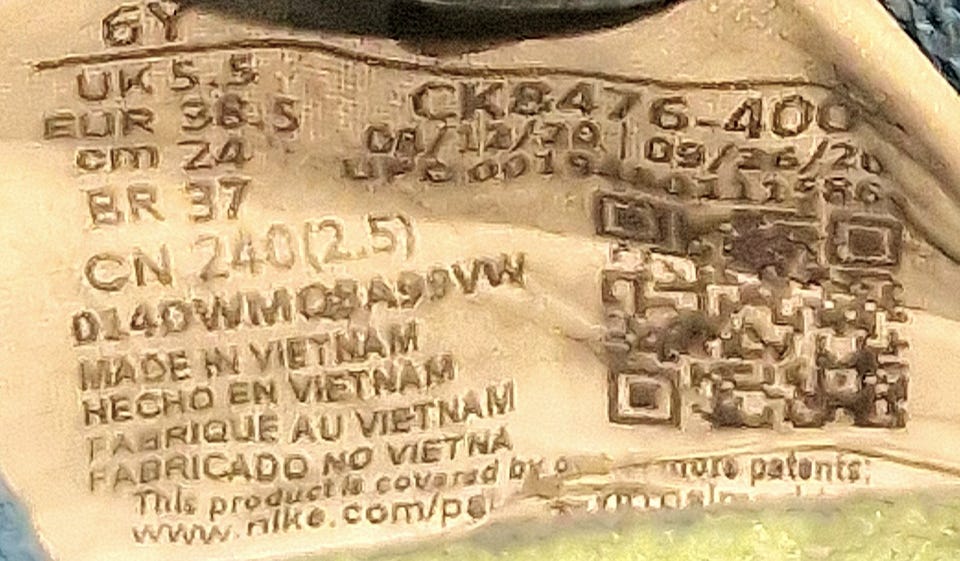 6Y
UK 5.5
EUR 38.5
cm 24
BR 37
CN 240(2.5)
CK8476-400
08/12/20 | 09/26/20
UPC
MADE IN VIETNAM
HECHO EN VIETNAM
FABRIQUE AU VIETNAM
FABRICADO NO VIETNA
This product is covered by more patents:
www.nike.com/pa